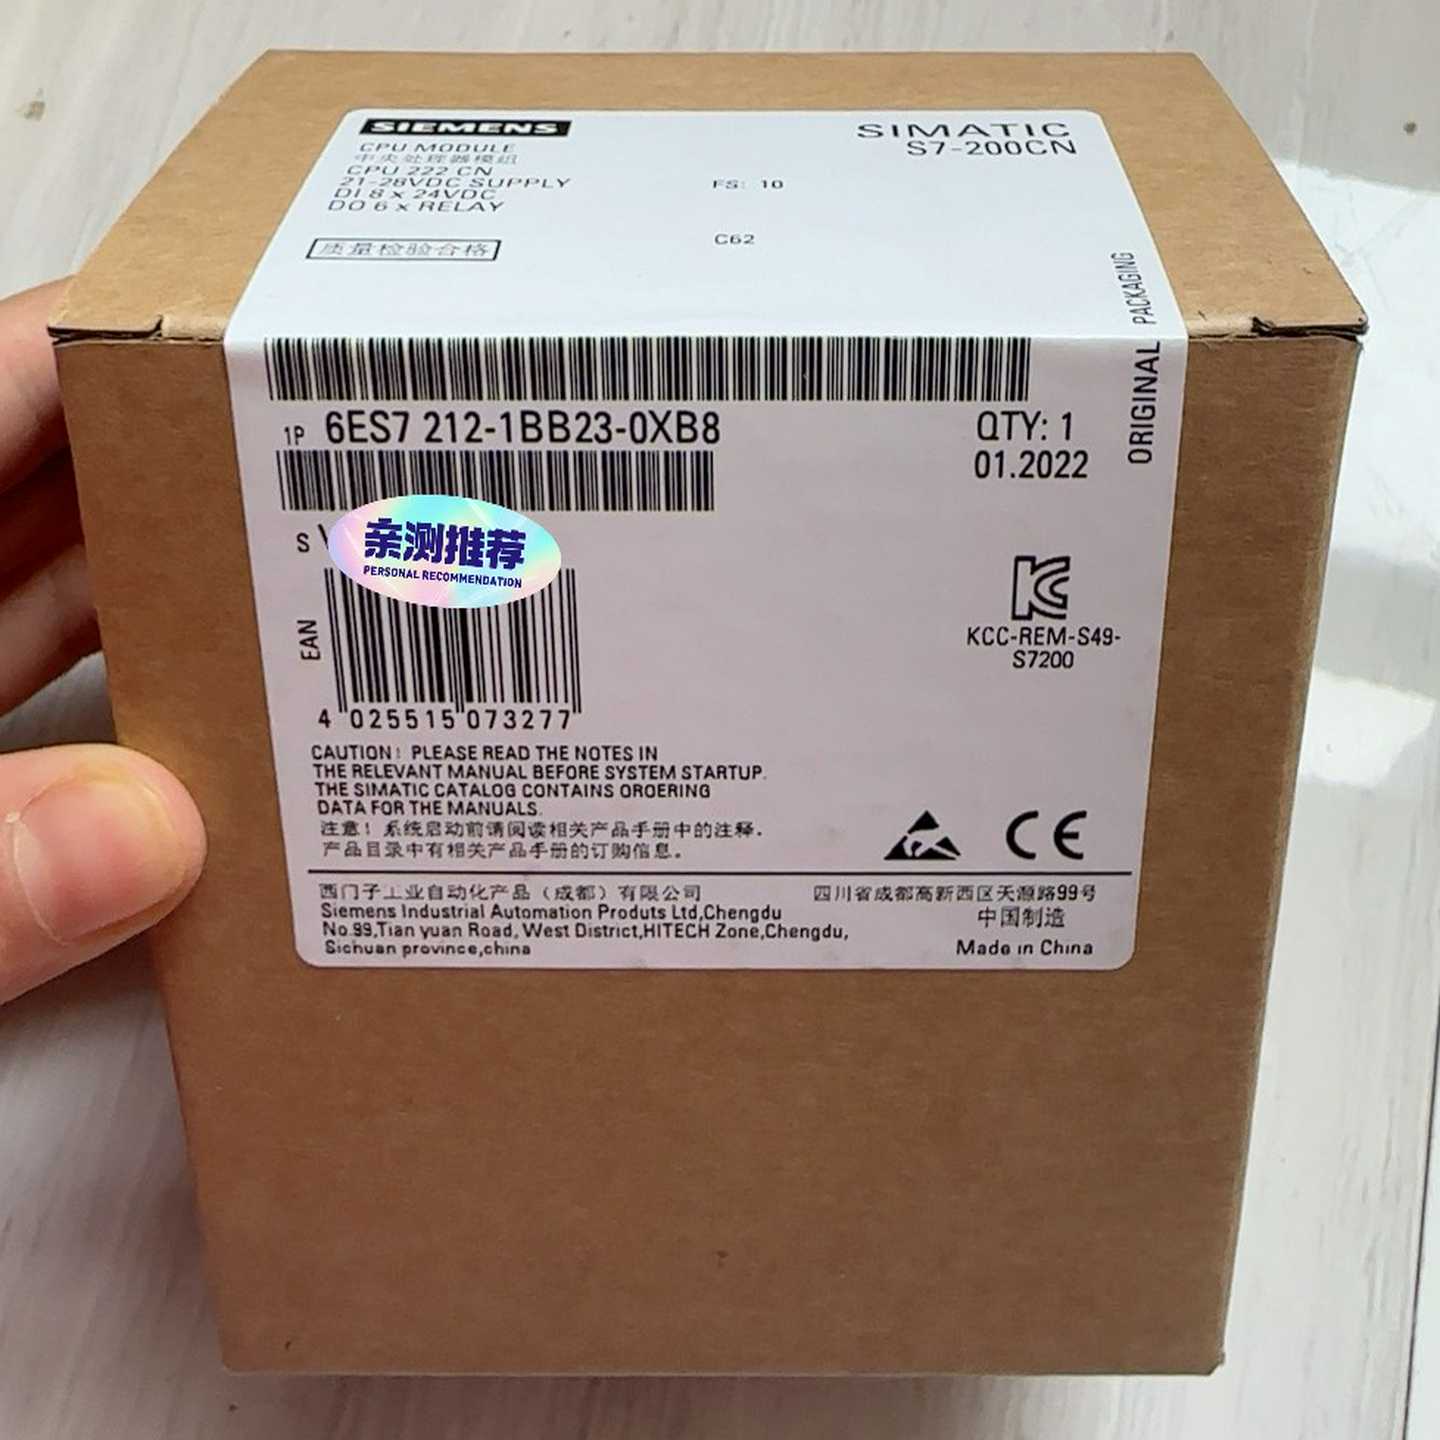 SIEMENS
SIMATIC
S7-200CN
CPU MODULE
中央处理器模组
CPU 222 CN
21-28VDC SUPPLY
DI 8 x 24VDC
DO 6 x RELAY
FS: 10
质量检验合格
C62
ORIGINAL PACKAGING
1P 6ES7 212-1BB23-0XB8
QTY: 1
01.2022
S
亲测推荐
PERSONAL RECOMMENDATION
EAN
4 025515 073277
KCC-REM-S49-
S7200
CAUTION! PLEASE READ THE NOTES IN
THE RELEVANT MANUAL BEFORE SYSTEM STARTUP.
THE SIMATIC CATALOG CONTAINS ORDERING
DATA FOR THE MANUALS.
注意！系统启动前请阅读相关产品手册中的注释.
产品目录中有相关产品手册的订购信息。
CE
西门子工业自动化产品（成都）有限公司
四川省成都高新西区天源路99号
Siemens Industrial Automation Produts Ltd,Chengdu
中国制造
No.99,Tian yuan Road, West District,HITECH Zone,Chengdu,
Sichuan province,china
Made in China